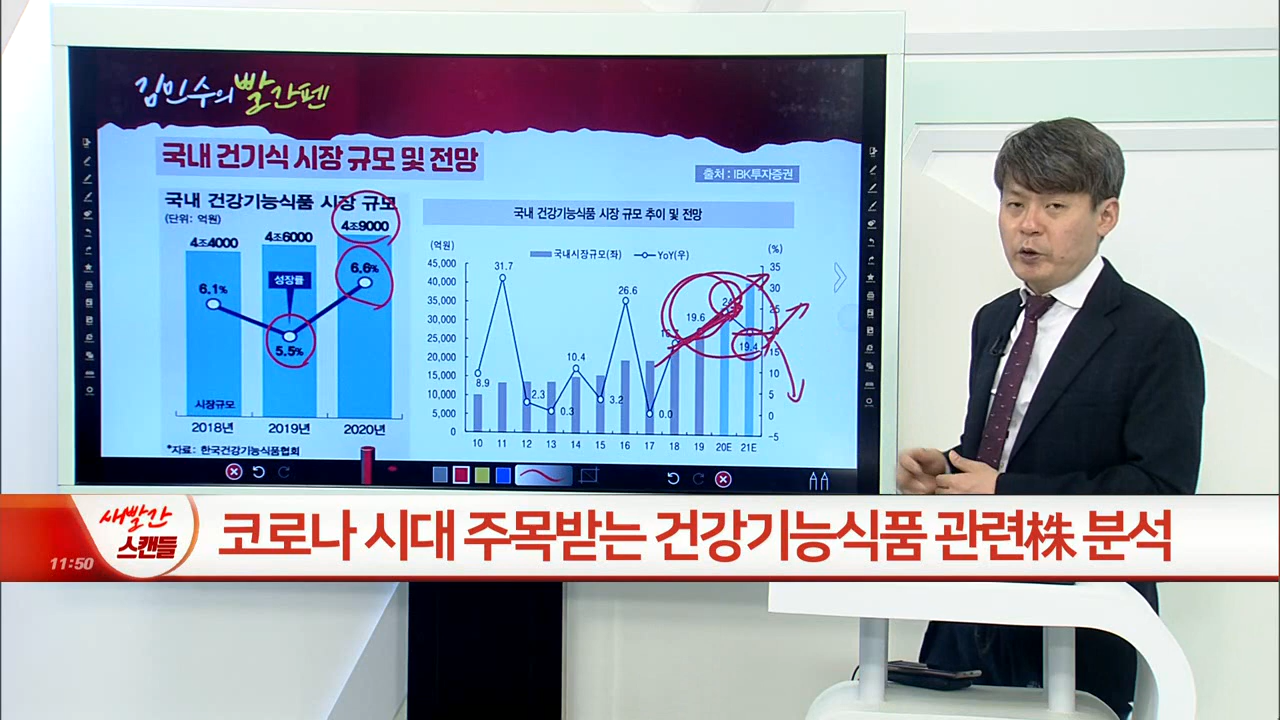 김민수의 빨간펜
국내 건기식 시장 규모 및 전망
출처 : IBK투자증권
국내 건강기능식품 시장 규모
(단위: 억원)
4조4000
4조6000
4조9000
6.1%
성장률
5.5%
6.6%
시장규모
2018년 2019년 2020년
*자료: 한국건강기능식품협회
국내 건강기능식품 시장 규모 추이 및 전망
(억원)
(%)
국내시장규모(좌)
YoY(우)
45,000
40,000
35,000
30,000
25,000
20,000
15,000
10,000
5,000
0
35
30
25
15
10
5
0
-5
8.9
31.7
2.3
0.3
10.4
3.2
26.6
0.0
19.6
19.4
10 11 12 13 14 15 16 17 18 19 20E 21E
새빨간
스캔들
11:50
코로나 시대 주목받는 건강기능식품 관련株 분석